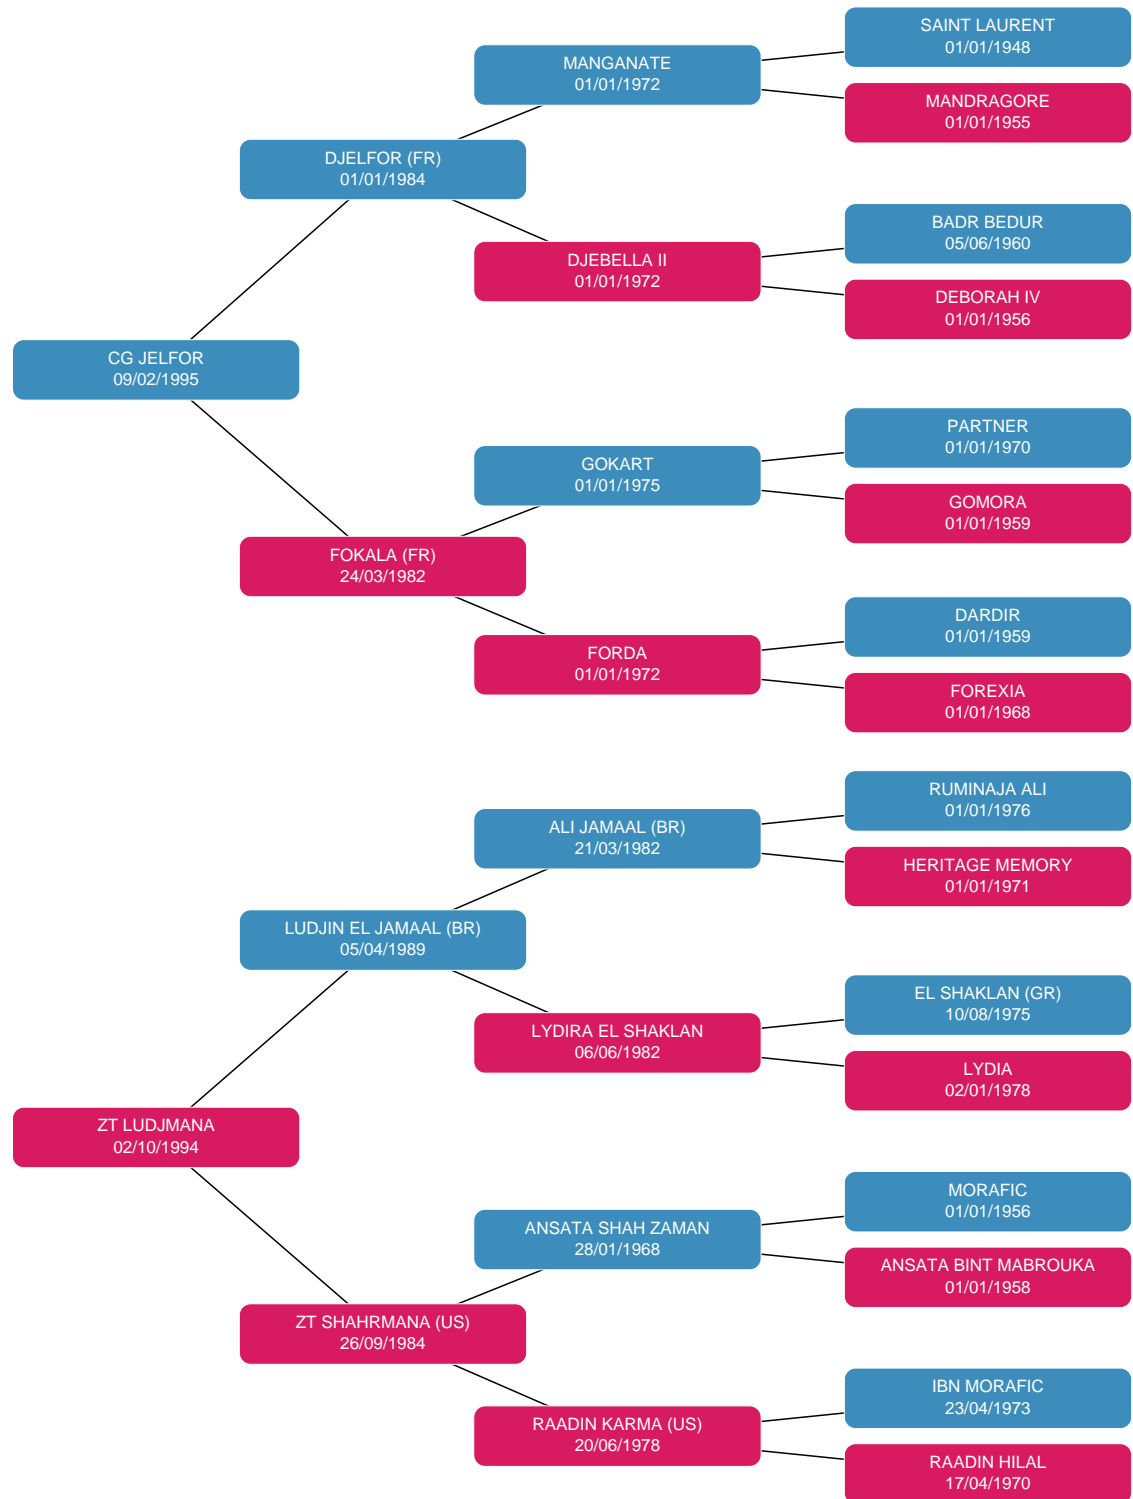 SAINT LAURENT
01/01/1948
MANGANATE
01/01/1972
MANDRAGORE
01/01/1955
DJELFOR (FR)
01/01/1984
BADR BEDUR
05/06/1960
DJEBELLA II
01/01/1972
DEBORAH IV
01/01/1956
CG JELFOR
09/02/1995
PARTNER
01/01/1970
GOKART
01/01/1975
GOMORA
01/01/1959
FOKALA (FR)
24/03/1982
DARDIR
01/01/1959
FORDA
01/01/1972
FOREXIA
01/01/1968
RUMINAJA ALI
01/01/1976
ALI JAMAAL (BR)
21/03/1982
HERITAGE MEMORY
01/01/1971
LUDJIN EL JAMAAL (BR)
05/04/1989
EL SHAKLAN (GR)
10/08/1975
LYDIRA EL SHAKLAN
06/06/1982
LYDIA
02/01/1978
ZT LUDJMANA
02/10/1994
MORAFIC
01/01/1956
ANSATA SHAH ZAMAN
28/01/1968
ANSATA BINT MABROUKA
01/01/1958
ZT SHAHRMANA (US)
26/09/1984
IBN MORAFIC
23/04/1973
RAADIN KARMA (US)
20/06/1978
RAADIN HILAL
17/04/1970